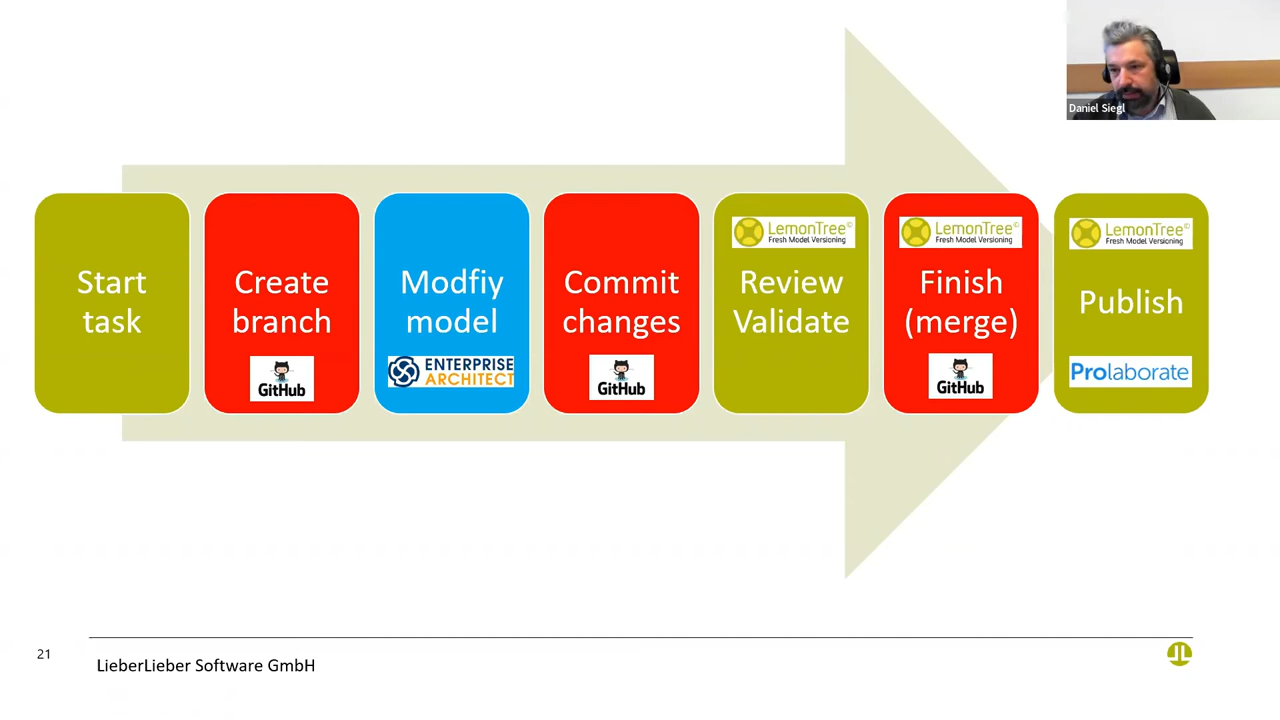 Daniel Siegl
Start
task
Create
branch
GitHub
Modfiy
model
ENTERPRISE
ARCHITECT
Commit
changes
GitHub
LemonTree©
Fresh Model Versioning
Review
Validate
LemonTree©
Fresh Model Versioning
Finish
(merge)
GitHub
LemonTree©
Fresh Model Versioning
Publish
Prolaborate
21
LieberLieber Software GmbH